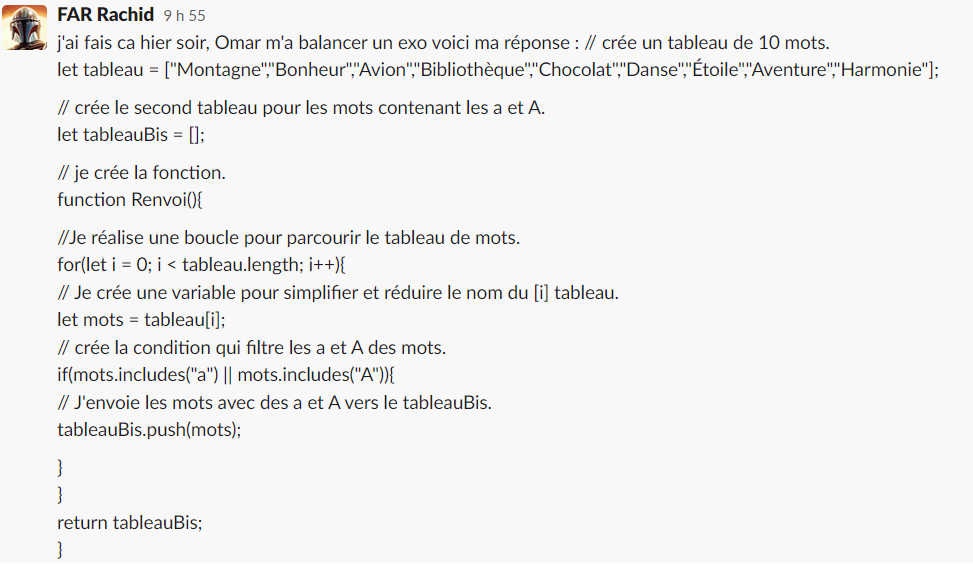 FAR Rachid 9 h 55
j'ai fais ca hier soir, Omar m'a balancer un exo voici ma réponse : // crée un tableau de 10 mots.
let tableau = ["Montagne","Bonheur","Avion","Bibliothèque","Chocolat","Danse","Étoile","Aventure","Harmonie"];
// crée le second tableau pour les mots contenant les a et A.
let tableauBis = [];
// je crée la fonction.
function Renvoi(){
//Je réalise une boucle pour parcourir le tableau de mots.
for(let i = 0; i < tableau.length; i++){
// Je crée une variable pour simplifier et réduire le nom du [i] tableau.
let mots = tableau[i];
// crée la condition qui filtre les a et A des mots.
if(mots.includes("a") || mots.includes("A")){
// J'envoie les mots avec des a et A vers le tableauBis.
tableauBis.push(mots);
}
}
return tableauBis;
}